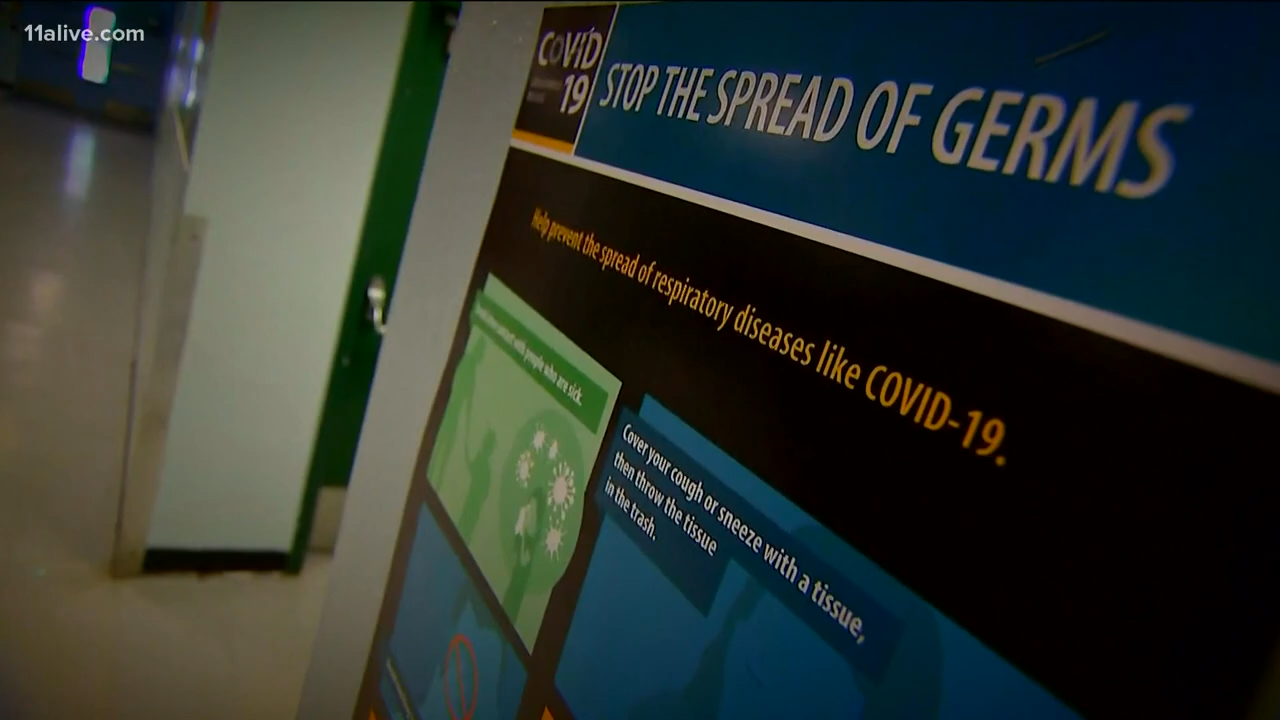 11alive.com
COVID
19
STOP THE SPREAD OF GERMS
Help prevent the spread of respiratory diseases like COVID-19.
contact with people who are sick.
Cover your cough or sneeze with a tissue,
then throw the tissue
in the trash.